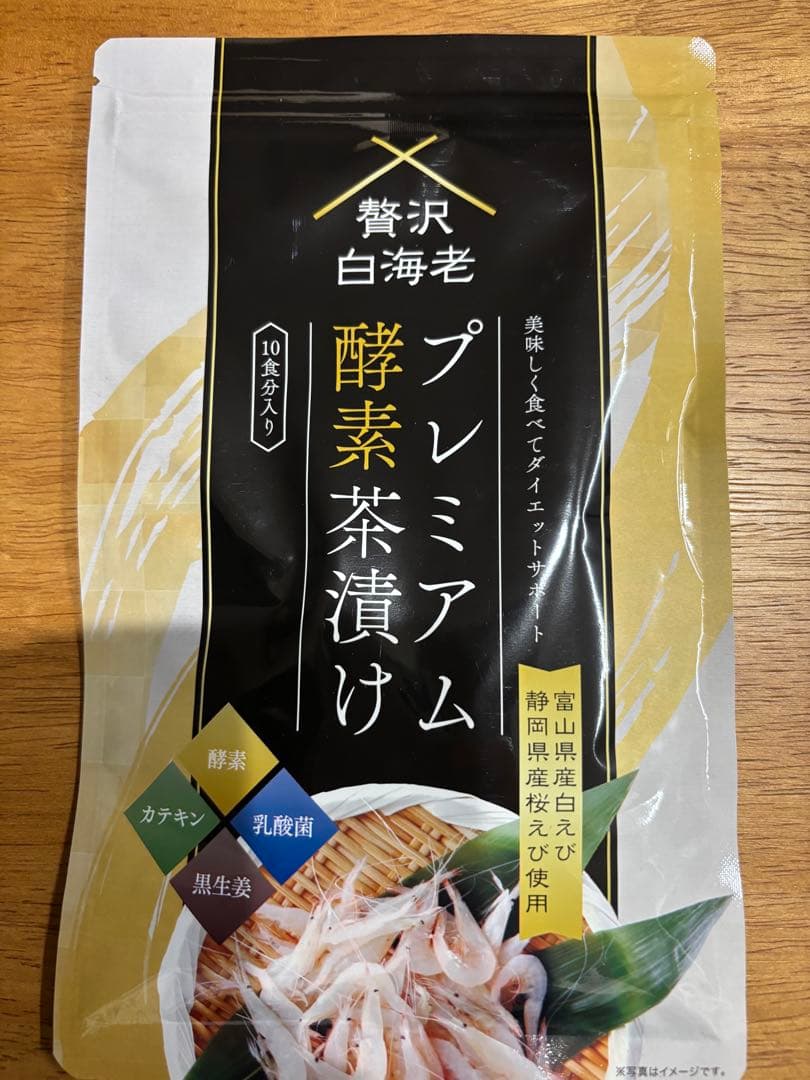 贅沢
白海老
美味しく食べてダイエットサポート
プレミアム
酵素茶漬け
10食分入り
富山県産白えび
静岡県産桜えび使用
酵素
カテキン
乳酸菌
黒生姜
※写真はイメージです。